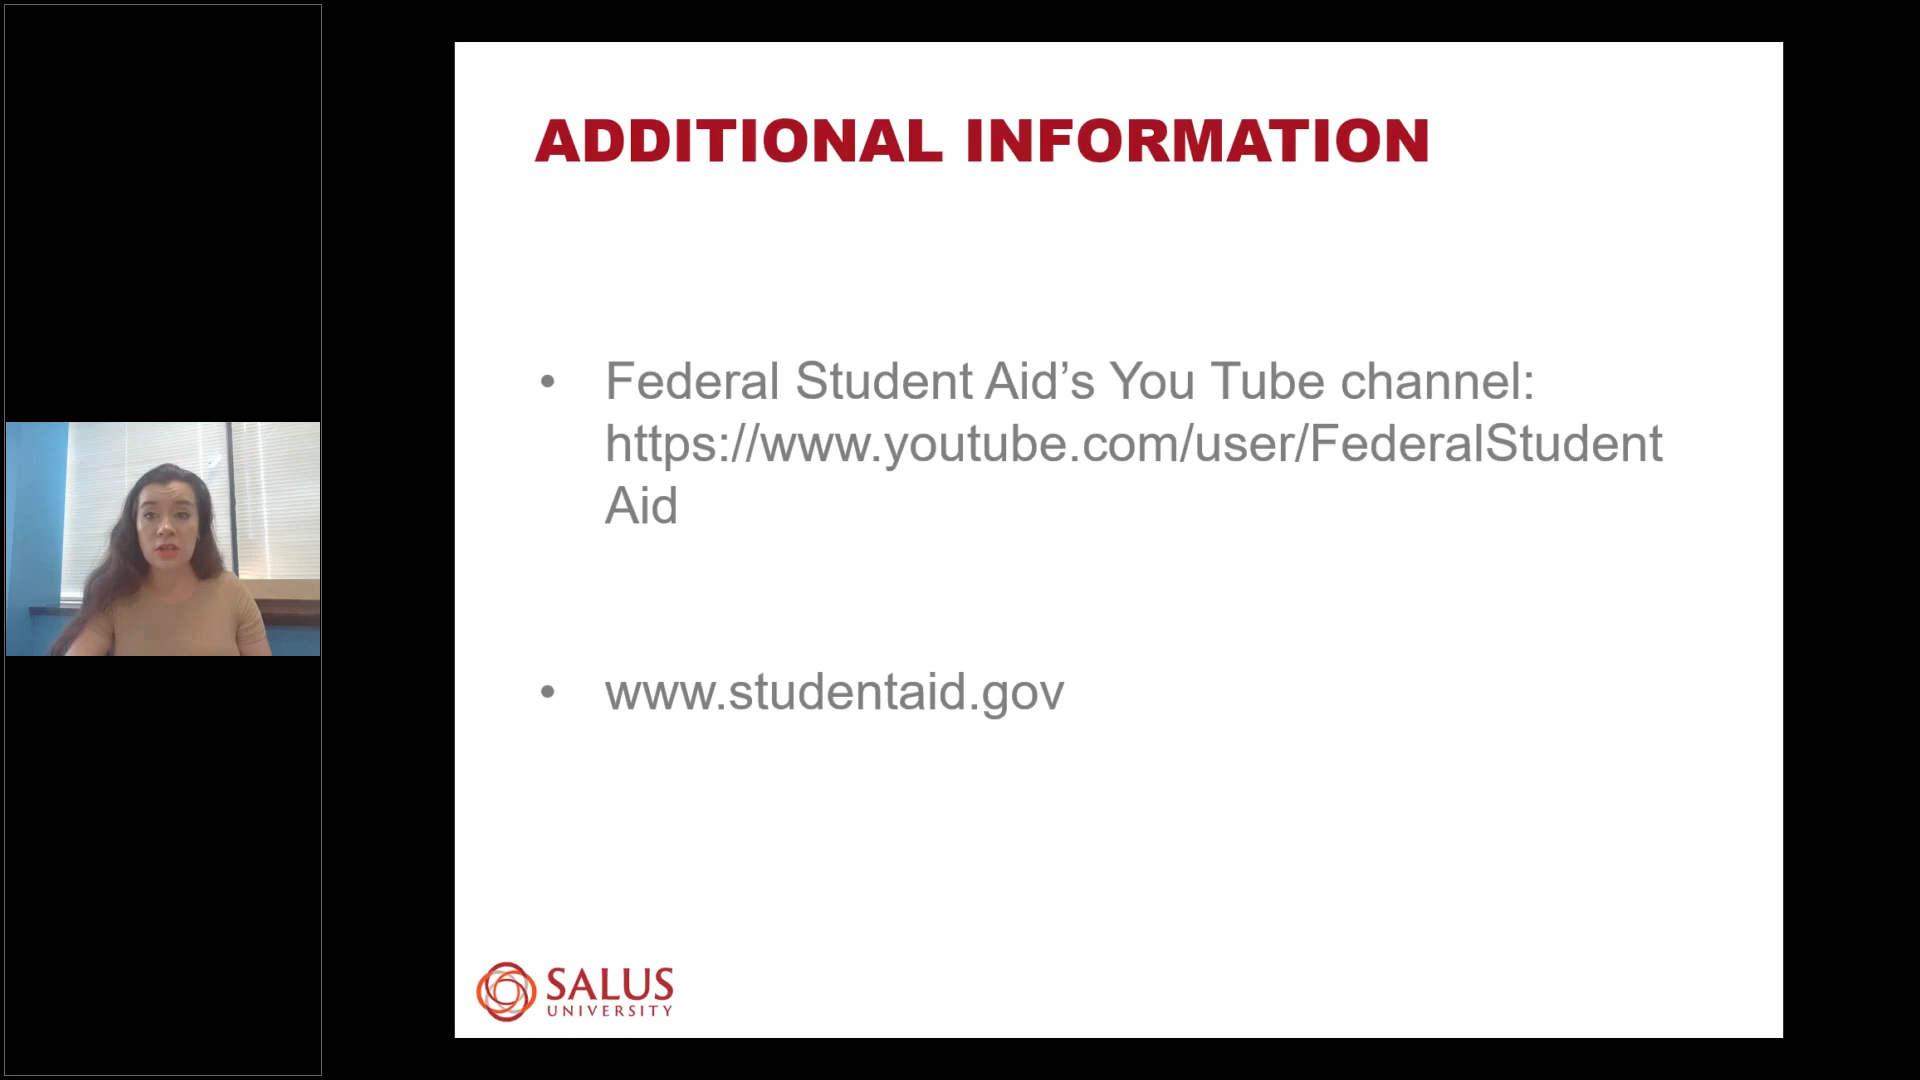 ADDITIONAL INFORMATION
• Federal Student Aid’s You Tube channel:
https://www.youtube.com/user/FederalStudent
Aid
• www.studentaid.gov
SALUS
UNIVERSITY